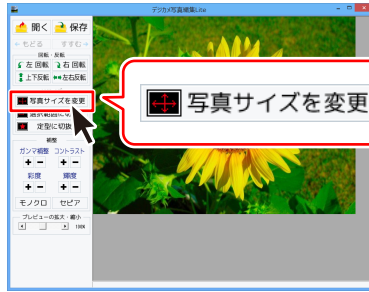 デジカメ写真編集Lite
開く 保存
←もどる すすむ→
回転・反転
左 回転 右 回転
上下反転 左右反転
写真サイズを変更
写真サイズを変更
定型に切抜
補整
ガンマ補整 コントラスト
+ - + -
彩度 輝度
+ - + -
モノクロ セピア
プレビューの拡大・縮小
100%